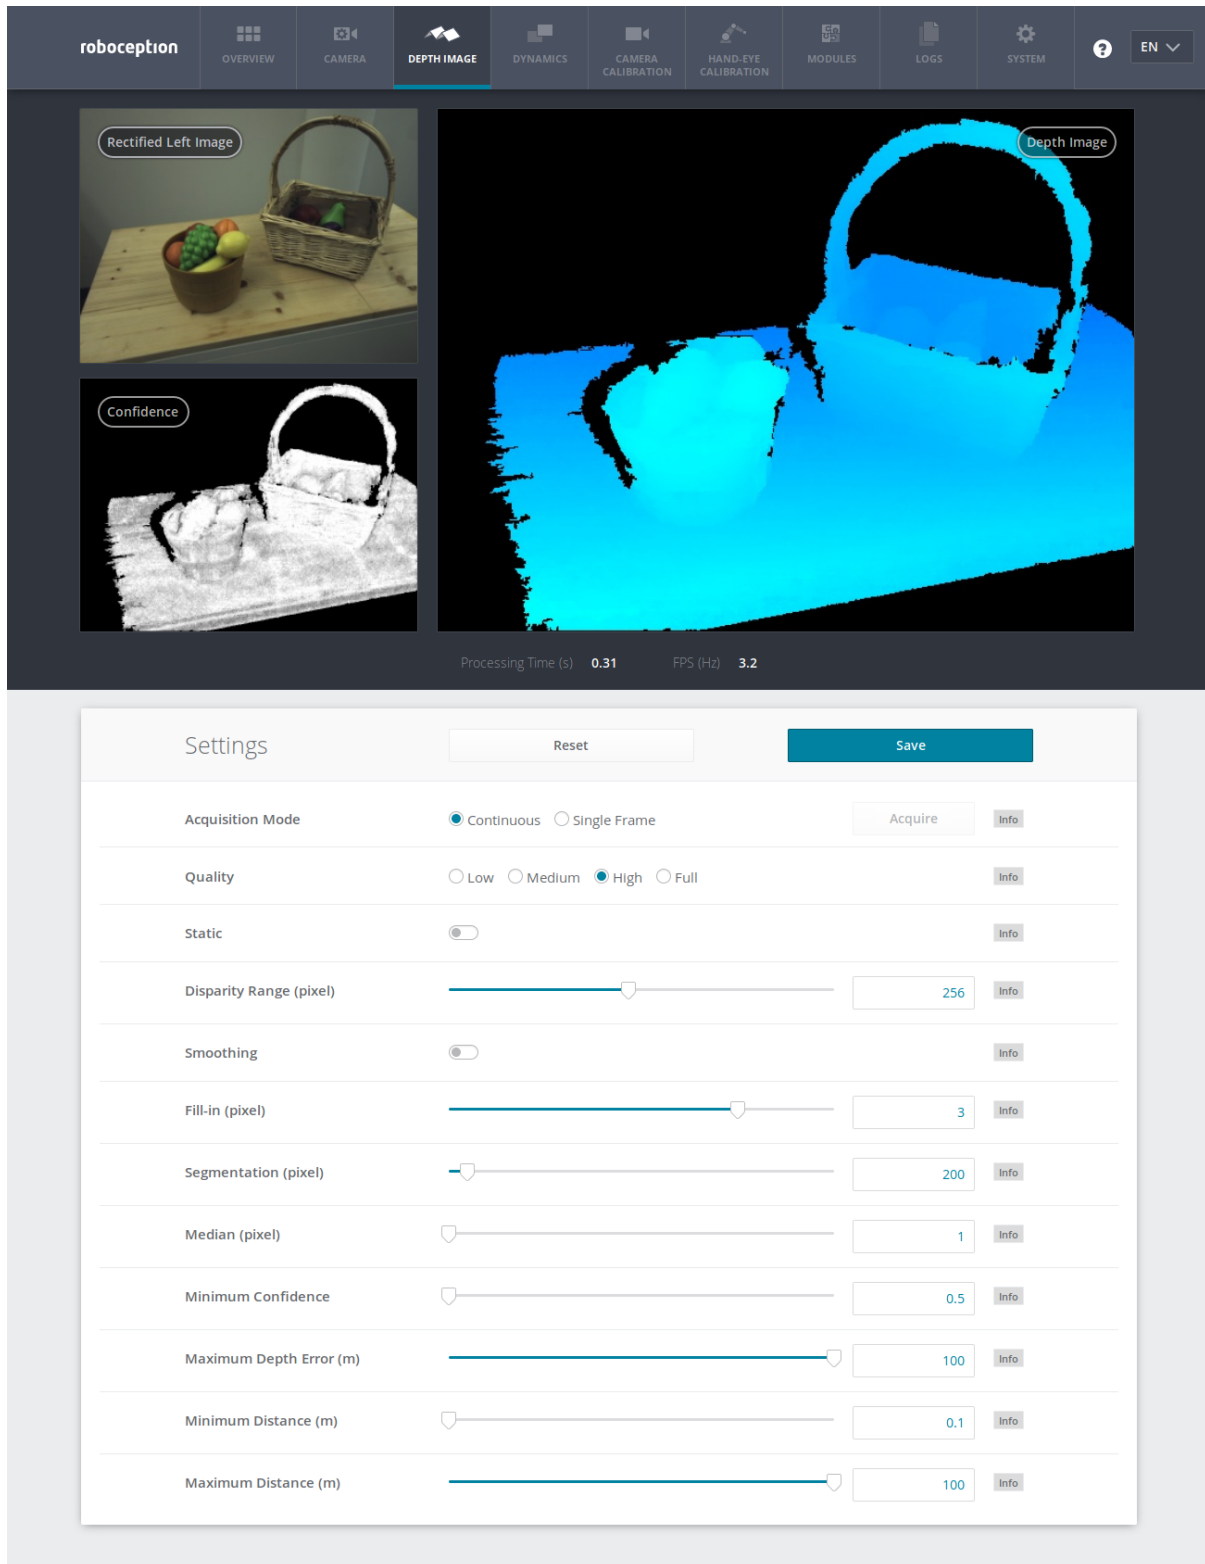 roboception
OVERVIEW
CAMERA
DEPTH IMAGE
DYNAMICS
CAMERA
CALIBRATION
HAND-EYE
CALIBRATION
MODULES
LOGS
SYSTEM
?
EN
Rectified Left Image
Depth Image
Confidence
Processing Time (s) 0.31 FPS (Hz) 3.2
Settings Reset Save
Acquisition Mode Continuous Single Frame Acquire Info
Quality Low Medium High Full Info
Static Info
Disparity Range (pixel) 256 Info
Smoothing Info
Fill-in (pixel) 3 Info
Segmentation (pixel) 200 Info
Median (pixel) 1 Info
Minimum Confidence 0.5 Info
Maximum Depth Error (m) 100 Info
Minimum Distance (m) 0.1 Info
Maximum Distance (m) 100 Info